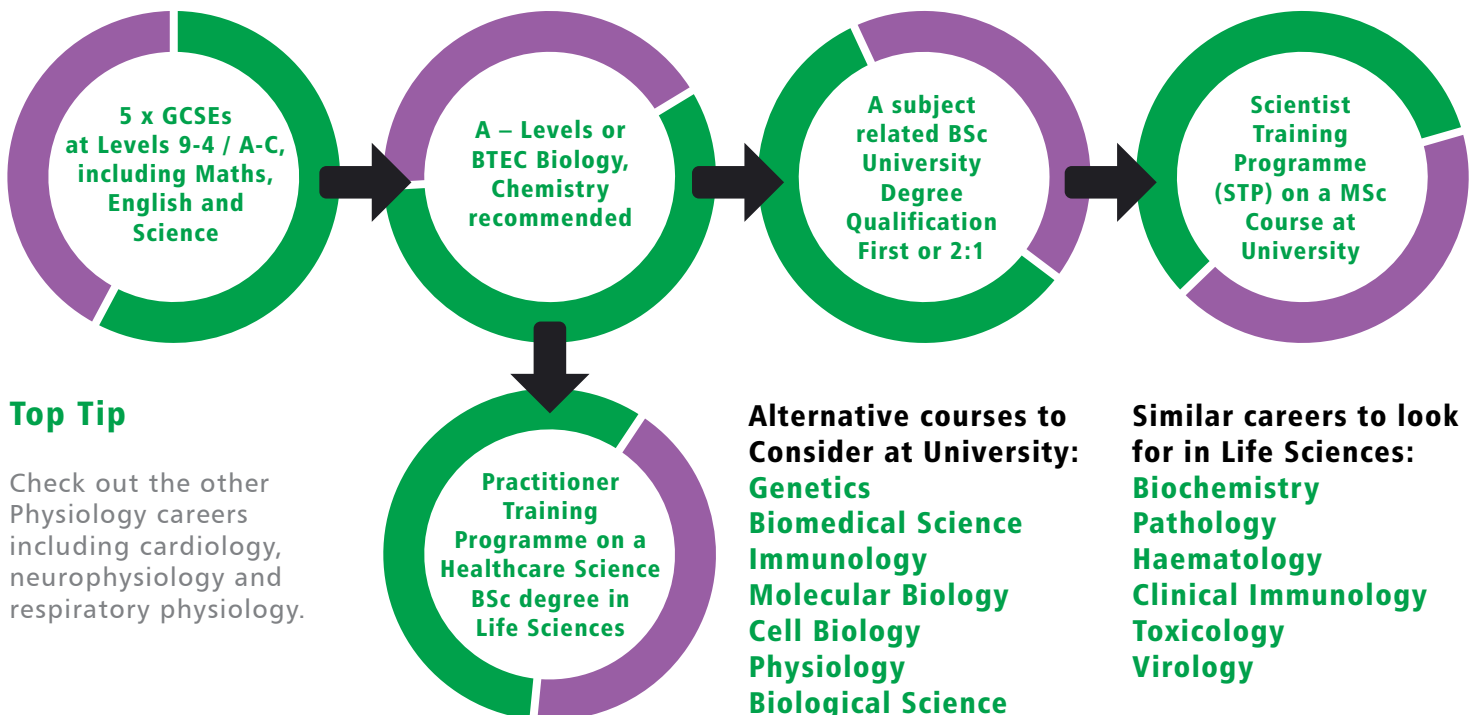 5 x GCSEs
at Levels 9-4 / A-C,
including Maths,
English and
Science
A – Levels or
BTEC Biology,
Chemistry
recommended
A subject
related BSc
University
Degree
Qualification
First or 2:1
Scientist
Training
Programme
(STP) on a MSc
Course at
University
Practitioner
Training
Programme on a
Healthcare Science
BSc degree in
Life Sciences
Top Tip
Check out the other
Physiology careers
including cardiology,
neurophysiology and
respiratory physiology.
Alternative courses to
Consider at University:
Genetics
Biomedical Science
Immunology
Molecular Biology
Cell Biology
Physiology
Biological Science
Similar careers to look
for in Life Sciences:
Biochemistry
Pathology
Haematology
Clinical Immunology
Toxicology
Virology